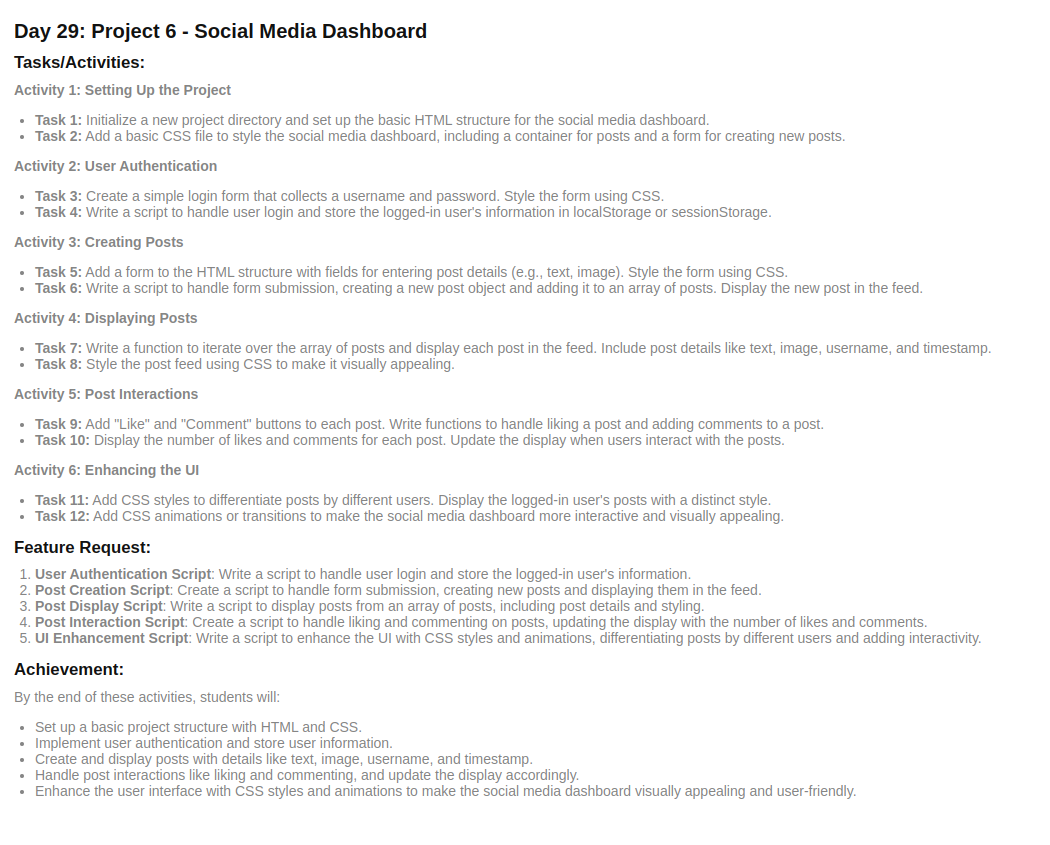 Day 29: Project 6 - Social Media Dashboard
Tasks/Activities:
Activity 1: Setting Up the Project
• Task 1: Initialize a new project directory and set up the basic HTML structure for the social media dashboard.
• Task 2: Add a basic CSS file to style the social media dashboard, including a container for posts and a form for creating new posts.
Activity 2: User Authentication
• Task 3: Create a simple login form that collects a username and password. Style the form using CSS.
• Task 4: Write a script to handle user login and store the logged-in user's information in localStorage or sessionStorage.
Activity 3: Creating Posts
• Task 5: Add a form to the HTML structure with fields for entering post details (e.g., text, image). Style the form using CSS.
• Task 6: Write a script to handle form submission, creating a new post object and adding it to an array of posts. Display the new post in the feed.
Activity 4: Displaying Posts
• Task 7: Write a function to iterate over the array of posts and display each post in the feed. Include post details like text, image, username, and timestamp.
• Task 8: Style the post feed using CSS to make it visually appealing.
Activity 5: Post Interactions
• Task 9: Add "Like" and "Comment" buttons to each post. Write functions to handle liking a post and adding comments to a post.
• Task 10: Display the number of likes and comments for each post. Update the display when users interact with the posts.
Activity 6: Enhancing the UI
• Task 11: Add CSS styles to differentiate posts by different users. Display the logged-in user's posts with a distinct style.
• Task 12: Add CSS animations or transitions to make the social media dashboard more interactive and visually appealing.
Feature Request:
1. User Authentication Script: Write a script to handle user login and store the logged-in user's information.
2. Post Creation Script: Create a script to handle form submission, creating new posts and displaying them in the feed.
3. Post Display Script: Write a script to display posts from an array of posts, including post details and styling.
4. Post Interaction Script: Create a script to handle liking and commenting on posts, updating the display with the number of likes and comments.
5. UI Enhancement Script: Write a script to enhance the UI with CSS styles and animations, differentiating posts by different users and adding interactivity.
Achievement:
By the end of these activities, students will:
• Set up a basic project structure with HTML and CSS.
• Implement user authentication and store user information.
• Create and display posts with details like text, image, username, and timestamp.
• Handle post interactions like liking and commenting, and update the display accordingly.
• Enhance the user interface with CSS styles and animations to make the social media dashboard visually appealing and user-friendly.